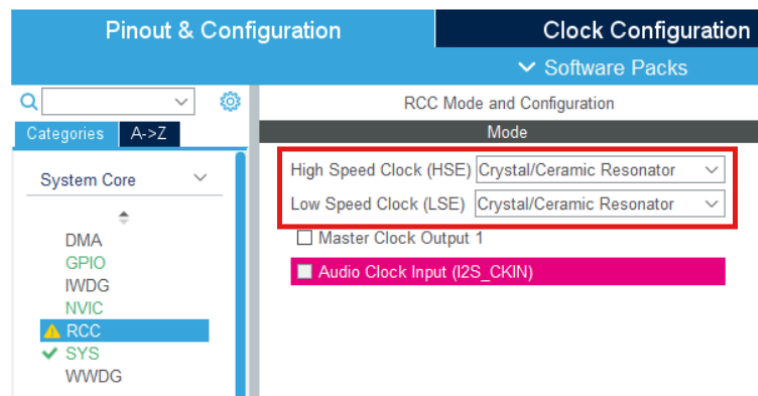 Pinout & Configuration
Clock Configuration
Software Packs
Categories
A->Z
System Core
DMA
GPIO
IWDG
NVIC
RCC
SYS
WWDG
RCC Mode and Configuration
Mode
High Speed Clock (HSE) Crystal/Ceramic Resonator
Low Speed Clock (LSE) Crystal/Ceramic Resonator
Master Clock Output 1
Audio Clock Input (I2S_CKIN)